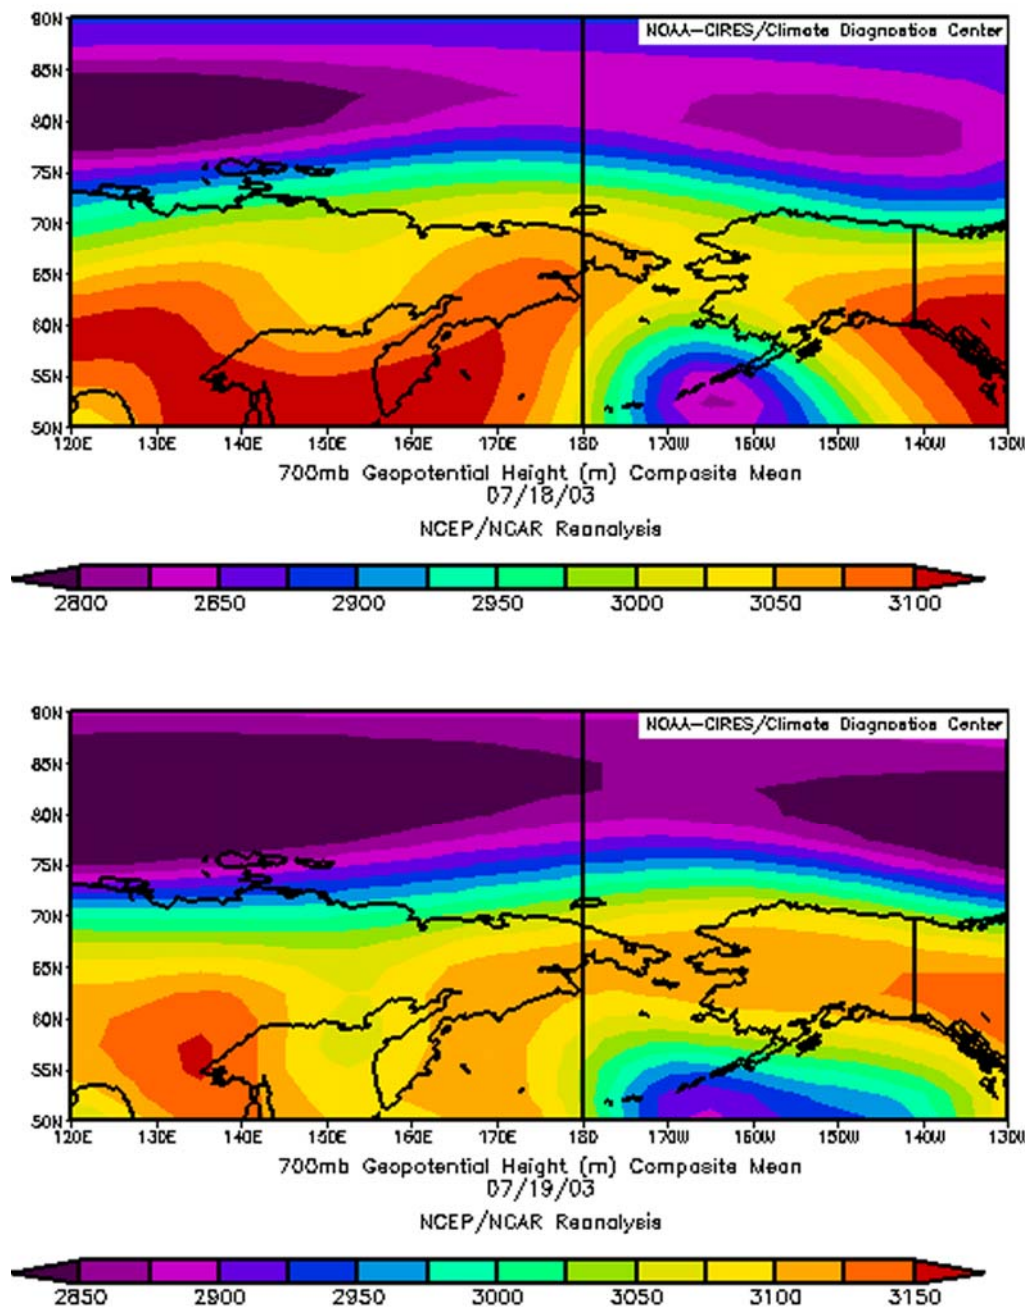 90N
NOAA-CIRES/Climate Diagnostics Center
85N
80N
75N
70N
65N
60N
55N
50N
120E 130E 140E 150E 160E 170E 180 170W 160W 150W 140W 130W
700mb Geopotential Height (m) Composite Mean
07/18/03
NCEP/NCAR Reanalysis
2800 2850 2900 2950 3000 3050 3100
90N
NOAA-CIRES/Climate Diagnostics Center
85N
80N
75N
70N
65N
60N
55N
50N
120E 130E 140E 150E 160E 170E 180 170W 160W 150W 140W 130W
700mb Geopotential Height (m) Composite Mean
07/19/03
NCEP/NCAR Reanalysis
2850 2900 2950 3000 3050 3100 3150